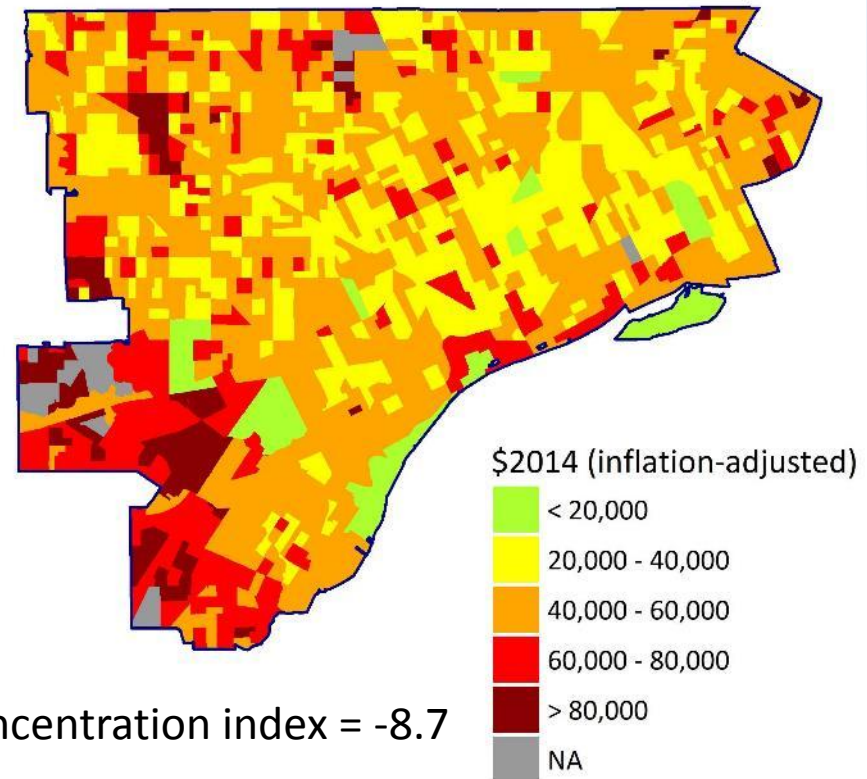 $2014 (inflation-adjusted)
< 20,000
20,000 - 40,000
40,000 - 60,000
60,000 - 80,000
> 80,000
NA
ncentration index = -8.7